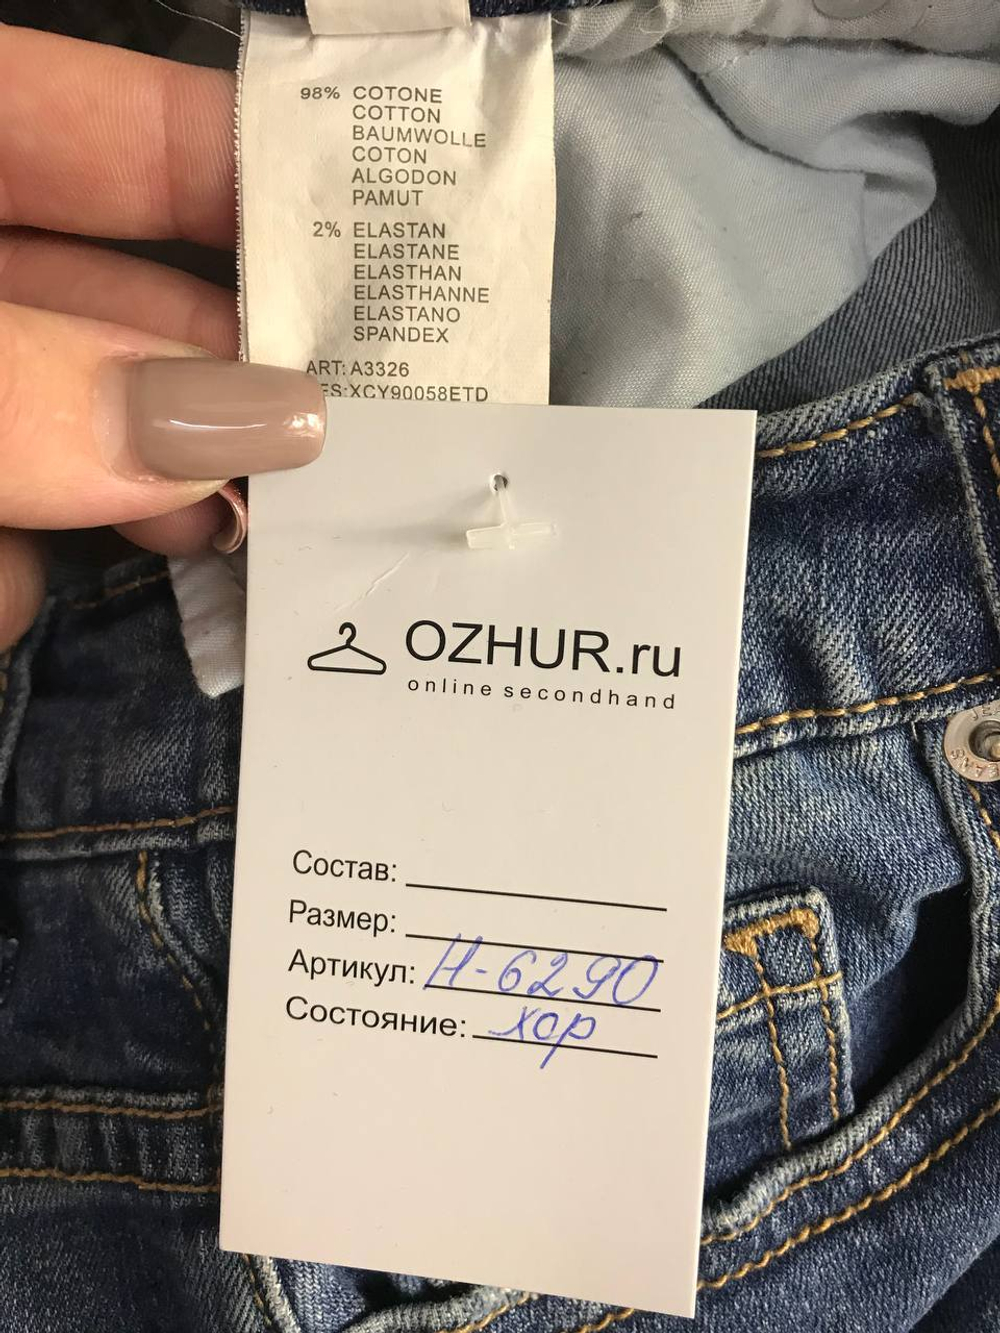 98% COTONE
COTTON
BAUMWOLLE
COTON
ALGODON
PAMUT
2% ELASTAN
ELASTANE
ELASTHAN
ELASTHANNE
ELASTANO
SPANDEX
ART: A3326
ES:XCY90058ETD
OZHUR.ru
online secondhand
Состав:
Размер:
Артикул: Н-6290
Состояние: хор